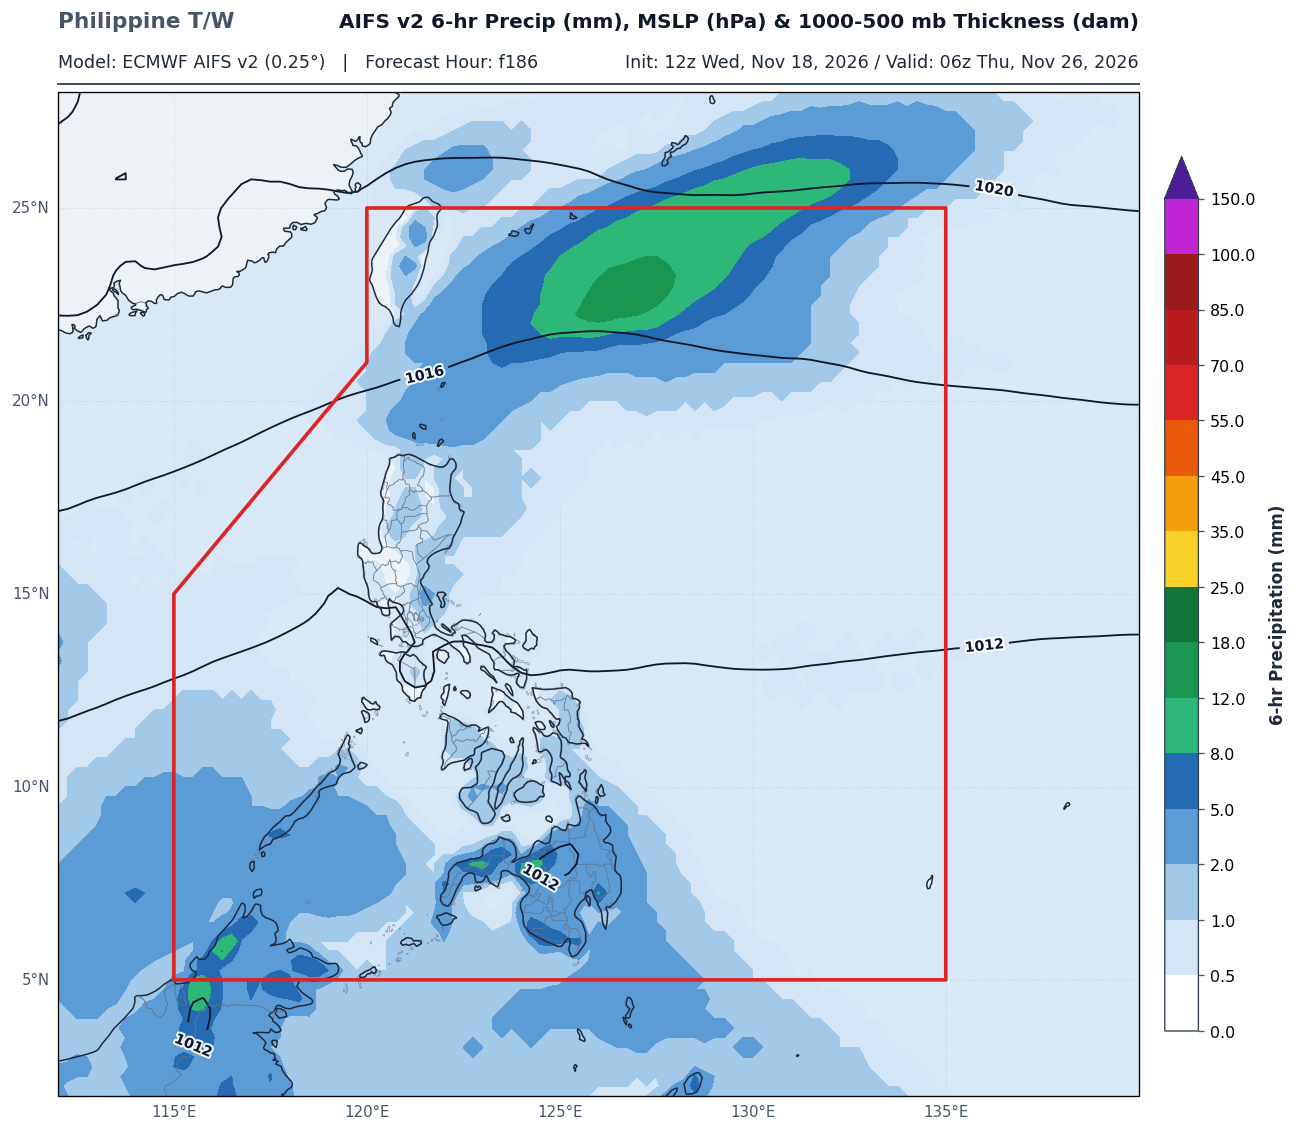 Philippine T/W
AIFS v2 6-hr Precip (mm), MSLP (hPa) & 1000-500 mb Thickness (dam)
Model: ECMWF AIFS v2 (0.25°) | Forecast Hour: f186
Init: 12z Wed, Nov 18, 2026 / Valid: 06z Thu, Nov 26, 2026
1020
25°N
1016
20°N
15°N
1012
10°N
1012
5°N
1012
115°E
120°E
125°E
130°E
135°E
150.0
100.0
85.0
70.0
55.0
45.0
35.0
25.0
18.0
12.0
8.0
5.0
2.0
1.0
0.5
0.0
6-hr Precipitation (mm)